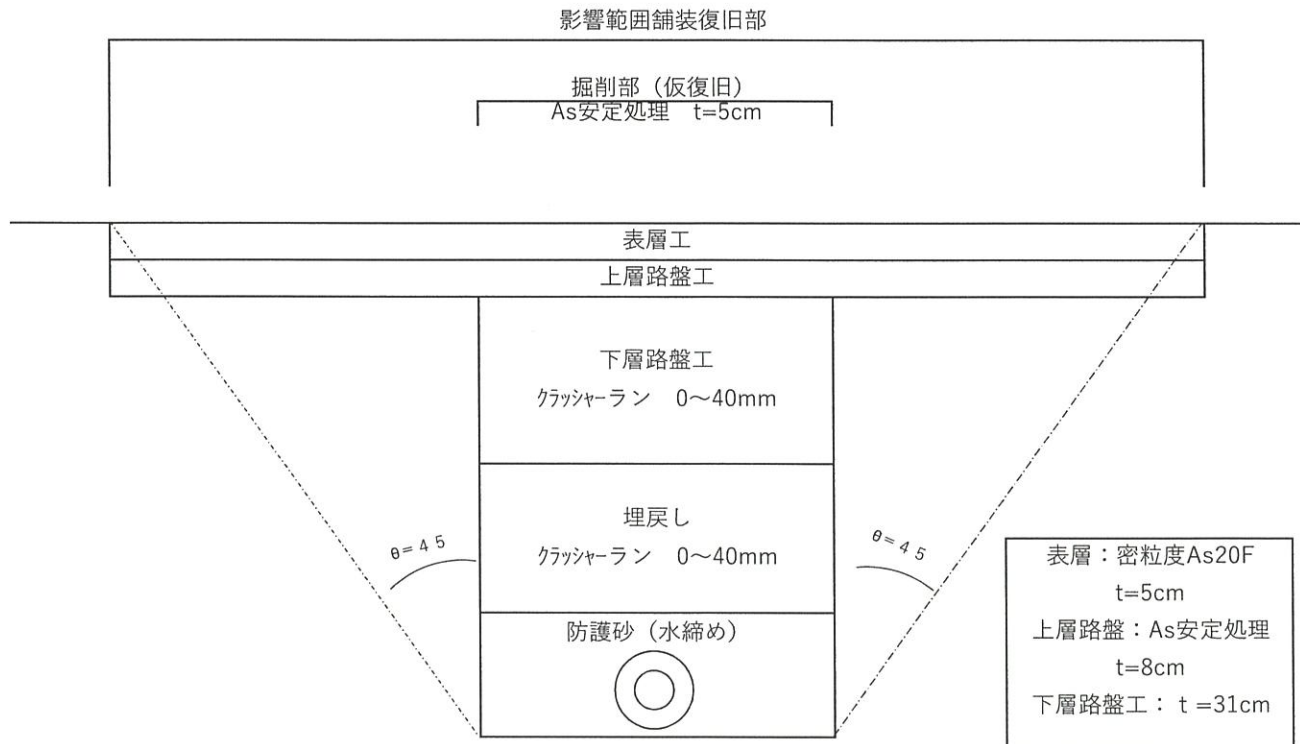 影響範囲舗装復旧部
掘削部（仮復旧）
As安定処理　t=5cm
表層工
上層路盤工
下層路盤工
ｸﾗｯｼｬｰラン　0～40mm
埋戻し
ｸﾗｯｼｬｰラン　0～40mm
θ=４５
θ=４５
防護砂（水締め）
表層：密粒度As20F
t=5cm
上層路盤：As安定処理
t=8cm
下層路盤工：ｔ=31cm